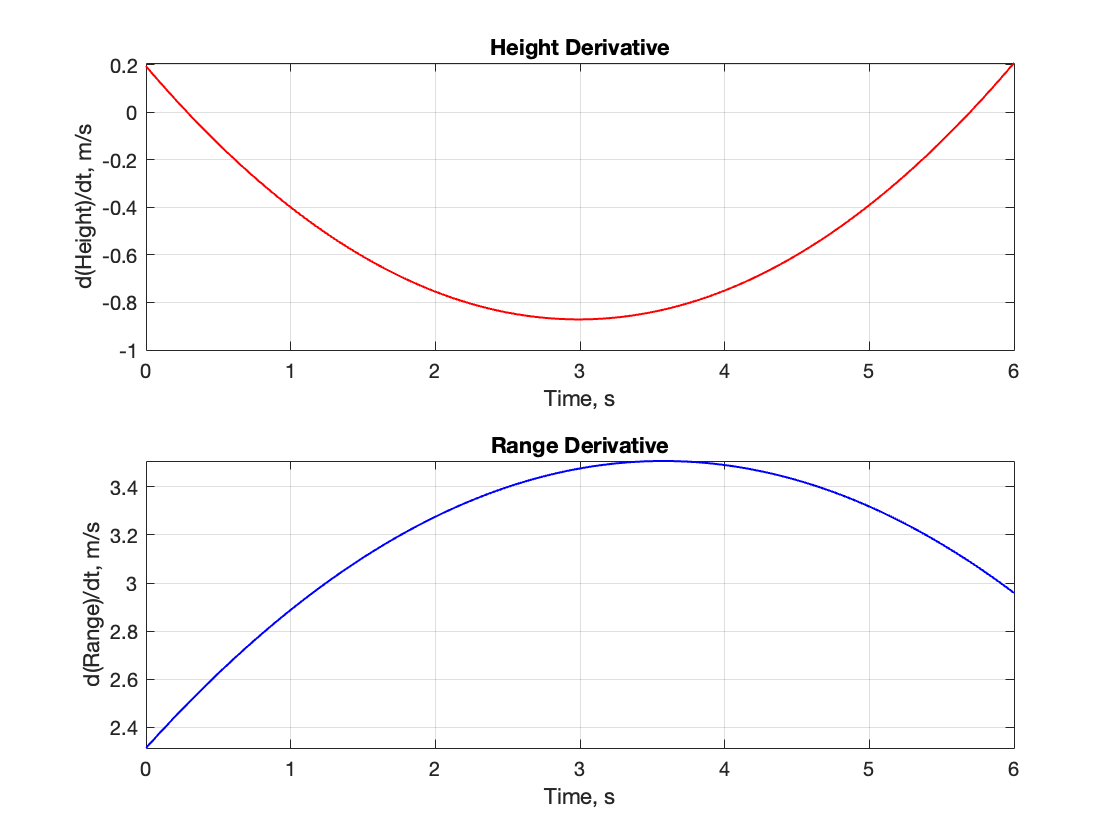 Height Derivative
d(Height)/dt, m/s
0.2
0
-0.2
-0.4
-0.6
-0.8
-1
0 1 2 3 4 5 6
Time, s
Range Derivative
d(Range)/dt, m/s
3.4
3.2
3
2.8
2.6
2.4
0 1 2 3 4 5 6
Time, s